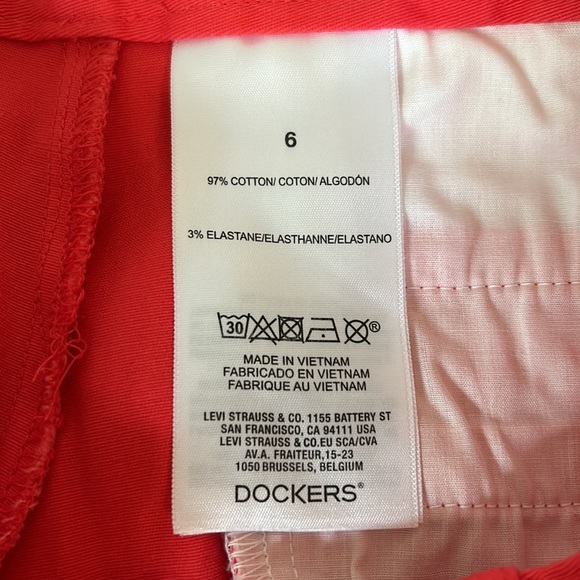 6
97% COTTON/ COTON/ ALGODÓN
3% ELASTANE/ELASTHANNE/ELASTANO
30 ®
MADE IN VIETNAM
FABRICADO EN VIETNAM
FABRIQUE AU VIETNAM
LEVI STRAUSS & CO. 1155 BATTERY ST
SAN FRANCISCO, CA 94111 USA
LEVI STRAUSS & CO.EU SCA/CVA
AV.A. FRAITEUR,15-23
1050 BRUSSELS, BELGIUM
DOCKERS®